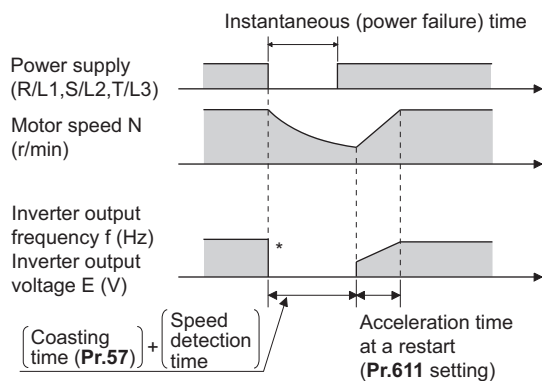 Instantaneous (power failure) time
Power supply
(R/L1,S/L2,T/L3)
Motor speed N
(r/min)
Inverter output
frequency f (Hz)
Inverter output
voltage E (V)
*
Coasting
time (Pr.57)
+
Speed
detection
time
Acceleration time
at a restart
(Pr.611 setting)